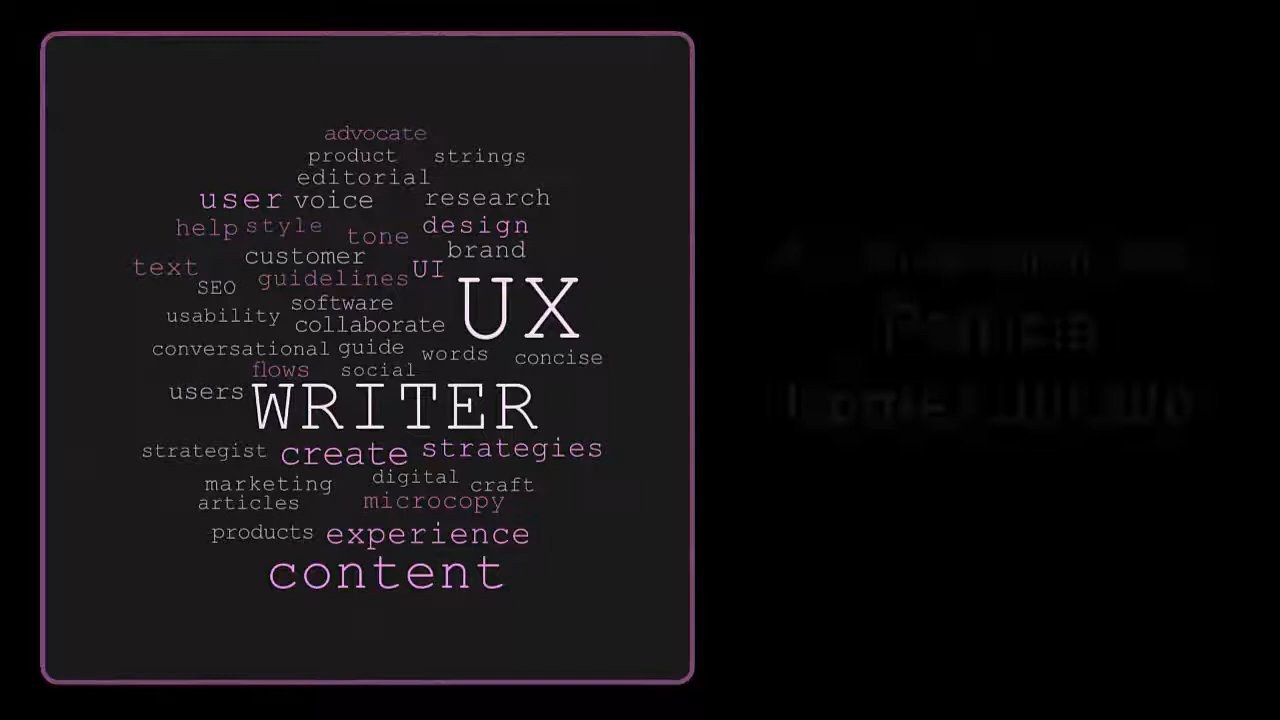 advocate
product strings
editorial
user voice research
help style tone design
customer brand
text guidelines UI
SEO software UX
usability collaborate
conversational guide words concise
flows social
users WRITER
strategist create strategies
marketing digital craft
articles microcopy
products experience
content